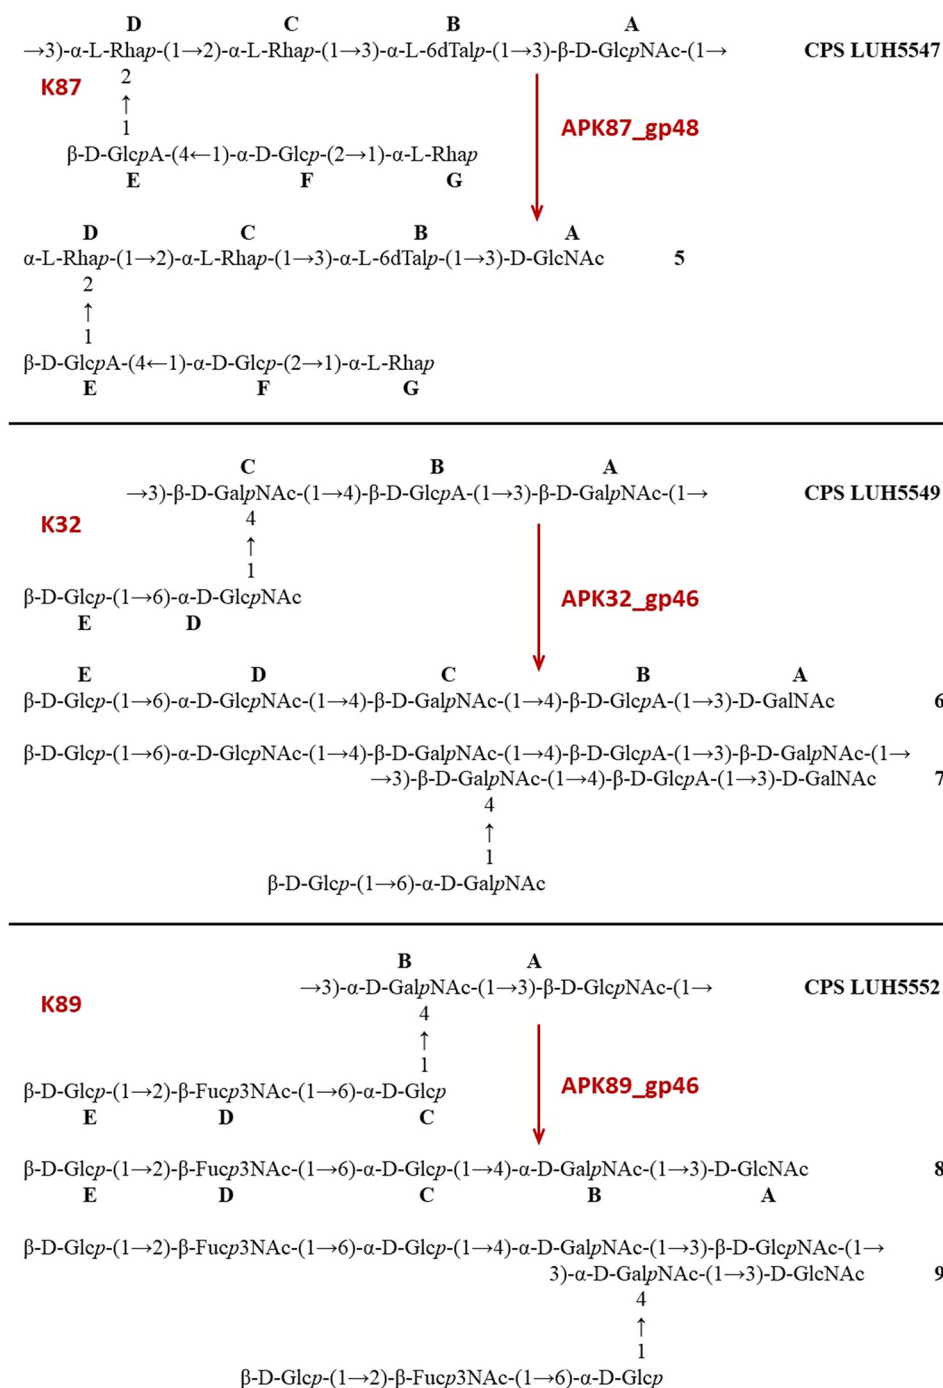 D C B A
→3)-α-L-Rhap-(1→2)-α-L-Rhap-(1→3)-α-L-6dTalp-(1→3)-β-D-GlcpNAc-(1→ CPS LUH5547
K87 2
↑
1
APK87_gp48
β-D-GlcpA-(4←1)-α-D-Glcp-(2→1)-α-L-Rhap
E F G
D C B A
α-L-Rhap-(1→2)-α-L-Rhap-(1→3)-α-L-6dTalp-(1→3)-D-GlcNAc 5
2
↑
1
β-D-GlcpA-(4←1)-α-D-Glcp-(2→1)-α-L-Rhap
E F G
C B A
→3)-β-D-GalpNAc-(1→4)-β-D-GlcpA-(1→3)-β-D-GalpNAc-(1→ CPS LUH5549
K32 4
↑
1
APK32_gp46
β-D-Glcp-(1→6)-α-D-GlcpNAc
E D
E D C B A
β-D-Glcp-(1→6)-α-D-GlcpNAc-(1→4)-β-D-GalpNAc-(1→4)-β-D-GlcpA-(1→3)-D-GalNAc 6
β-D-Glcp-(1→6)-α-D-GlcpNAc-(1→4)-β-D-GalpNAc-(1→4)-β-D-GlcpA-(1→3)-β-D-GalpNAc-(1→
→3)-β-D-GalpNAc-(1→4)-β-D-GlcpA-(1→3)-D-GalNAc 7
4
↑
1
β-D-Glcp-(1→6)-α-D-GalpNAc
B A
→3)-α-D-GalpNAc-(1→3)-β-D-GlcpNAc-(1→ CPS LUH5552
K89 4
↑
1
APK89_gp46
β-D-Glcp-(1→2)-β-Fucp3NAc-(1→6)-α-D-Glcp
E D C
β-D-Glcp-(1→2)-β-Fucp3NAc-(1→6)-α-D-Glcp-(1→4)-α-D-GalpNAc-(1→3)-D-GlcNAc 8
E D C B A
β-D-Glcp-(1→2)-β-Fucp3NAc-(1→6)-α-D-Glcp-(1→4)-α-D-GalpNAc-(1→3)-β-D-GlcpNAc-(1→
3)-α-D-GalpNAc-(1→3)-D-GlcNAc 9
4
↑
1
β-D-Glcp-(1→2)-β-Fucp3NAc-(1→6)-α-D-Glcp